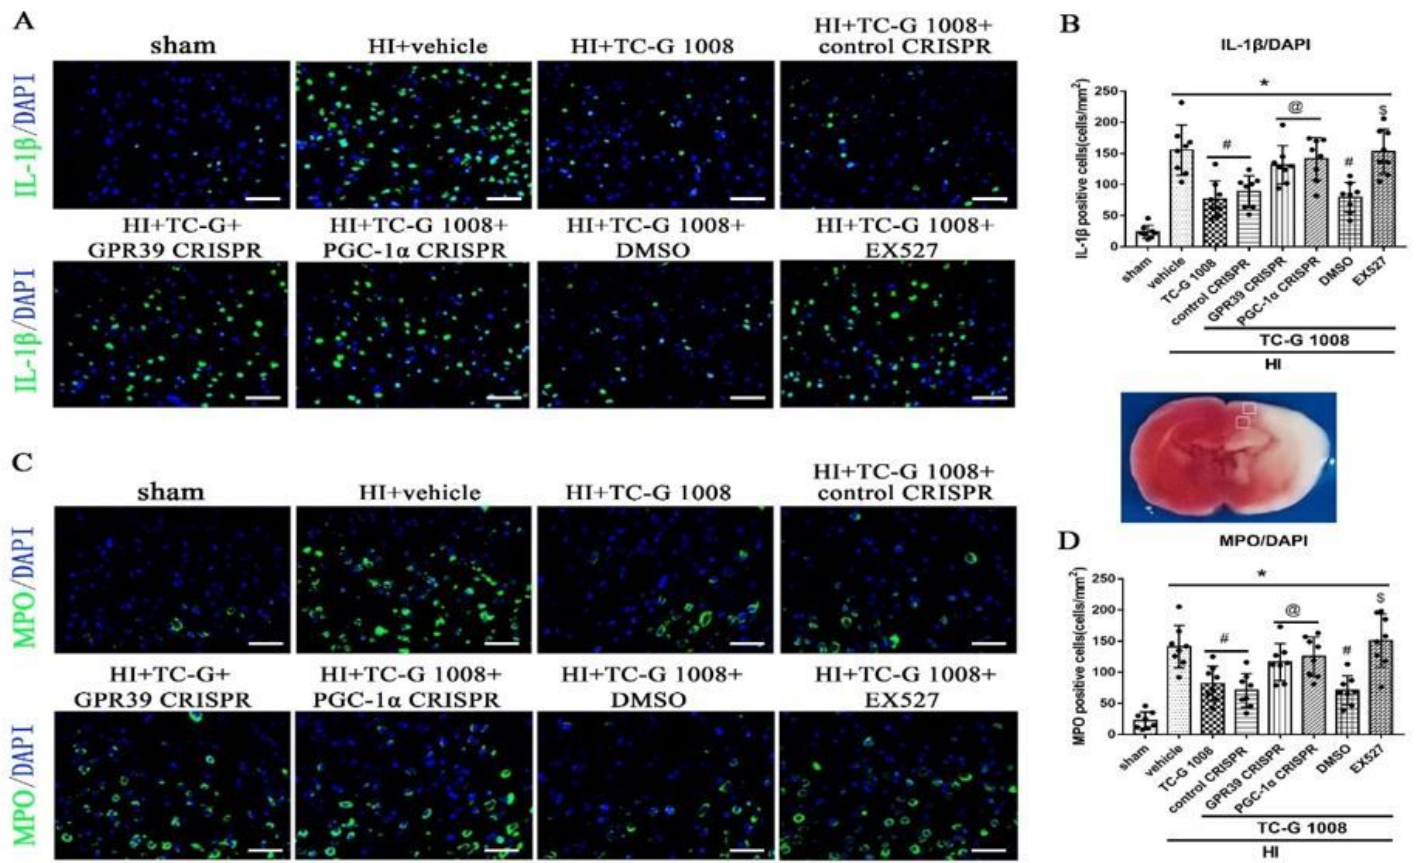 A
sham
HI+vehicle
HI+TC-G 1008
HI+TC-G 1008+
control CRISPR
IL-1β/DAPI
HI+TC-G+
GPR39 CRISPR
HI+TC-G 1008+
PGC-1α CRISPR
HI+TC-G 1008+
DMSO
HI+TC-G 1008+
EX527
IL-1β/DAPI
B
IL-1β/DAPI
IL-1β positive cells(cells/mm²)
250
200
150
100
50
0
*
#
@
#
$
sham
vehicle
TC-G 1008
control CRISPR
GPR39 CRISPR
PGC-1α CRISPR
DMSO
EX527
TC-G 1008
HI
C
sham
HI+vehicle
HI+TC-G 1008
HI+TC-G 1008+
control CRISPR
MPO/DAPI
HI+TC-G+
GPR39 CRISPR
HI+TC-G 1008+
PGC-1α CRISPR
HI+TC-G 1008+
DMSO
HI+TC-G 1008+
EX527
MPO/DAPI
D
MPO/DAPI
MPO positive cells(cells/mm²)
250
200
150
100
50
0
*
#
@
#
$
sham
vehicle
TC-G 1008
control CRISPR
GPR39 CRISPR
PGC-1α CRISPR
DMSO
EX527
TC-G 1008
HI